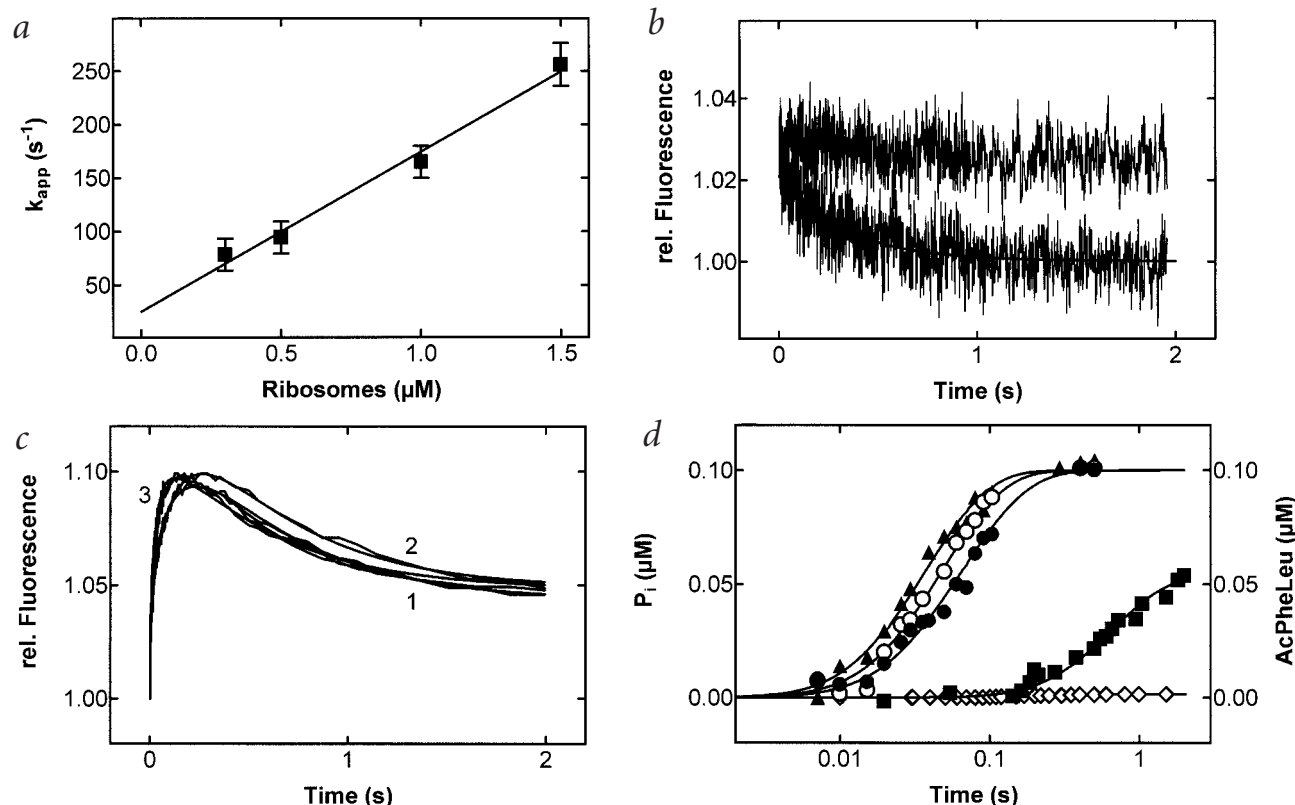 a
k_app (s⁻¹)
250
200
150
100
50
0.0 0.5 1.0 1.5
Ribosomes (µM)
b
rel. Fluorescence
1.04
1.02
1.00
0 1 2
Time (s)
c
rel. Fluorescence
1.10
1.05
1.00
3
2
1
0 1 2
Time (s)
d
P_i (µM)
0.10
0.05
0.00
0.10
0.05
0.00
AcPheLeu (µM)
0.01 0.1 1
Time (s)